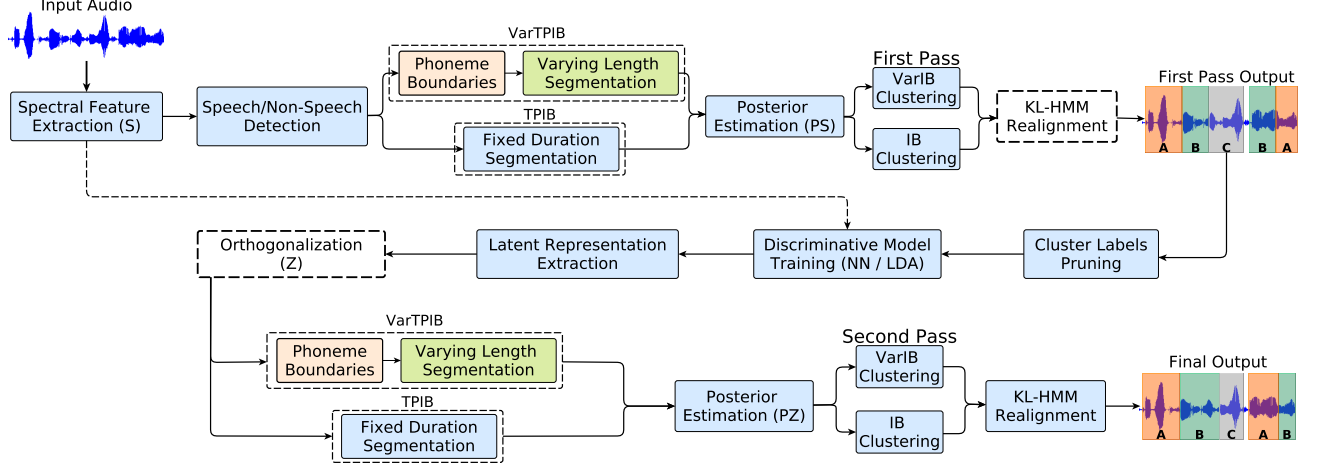 Input Audio
Spectral Feature
Extraction (S)
Speech/Non-Speech
Detection
VarTPIB
Phoneme
Boundaries
Varying Length
Segmentation
TPIB
Fixed Duration
Segmentation
Posterior
Estimation (PS)
First Pass
VarIB
Clustering
IB
Clustering
KL-HMM
Realignment
First Pass Output
A B C B A
Orthogonalization
(Z)
Latent Representation
Extraction
Discriminative Model
Training (NN / LDA)
Cluster Labels
Pruning
VarTPIB
Phoneme
Boundaries
Varying Length
Segmentation
TPIB
Fixed Duration
Segmentation
Posterior
Estimation (PZ)
Second Pass
VarIB
Clustering
IB
Clustering
KL-HMM
Realignment
Final Output
A B C A B